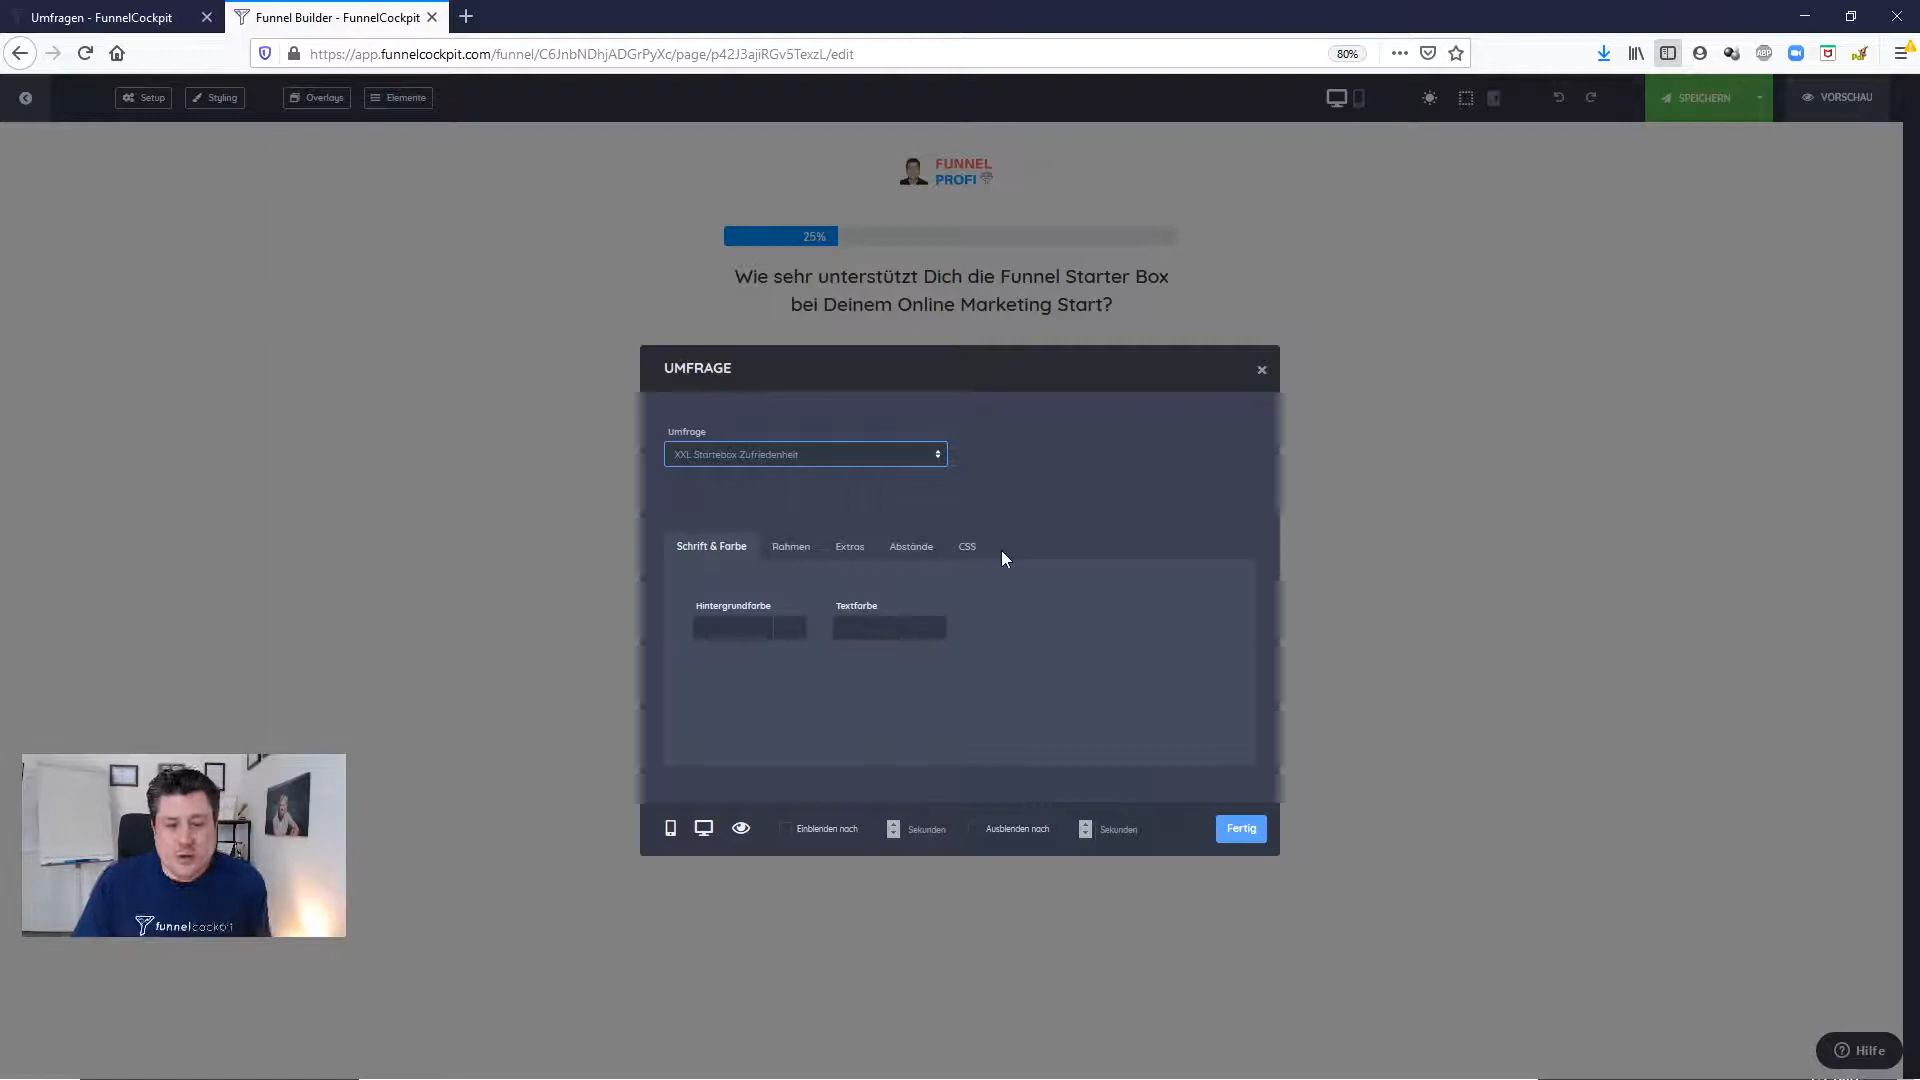 Umfragen - FunnelCockpit
Funnel Builder - FunnelCockpit
https://app.funnelcockpit.com/funnel/C6JnbNDhjADGrPyXc/page/p42J3ajiRGv5TexzL/edit
80%
ABP
Setup
Styling
Overlays
Elemente
SPEICHERN
VORSCHAU
FUNNEL
PROFI
25%
Wie sehr unterstützt Dich die Funnel Starter Box
bei Deinem Online Marketing Start?
UMFRAGE
Umfrage
XXL Startebox Zufriedenheit
Schrift & Farbe
Rahmen
Extras
Abstände
CSS
Hintergrundfarbe
Textfarbe
Einblenden nach
Sekunden
Ausblenden nach
Sekunden
Fertig
funnelcockpit
Hilfe